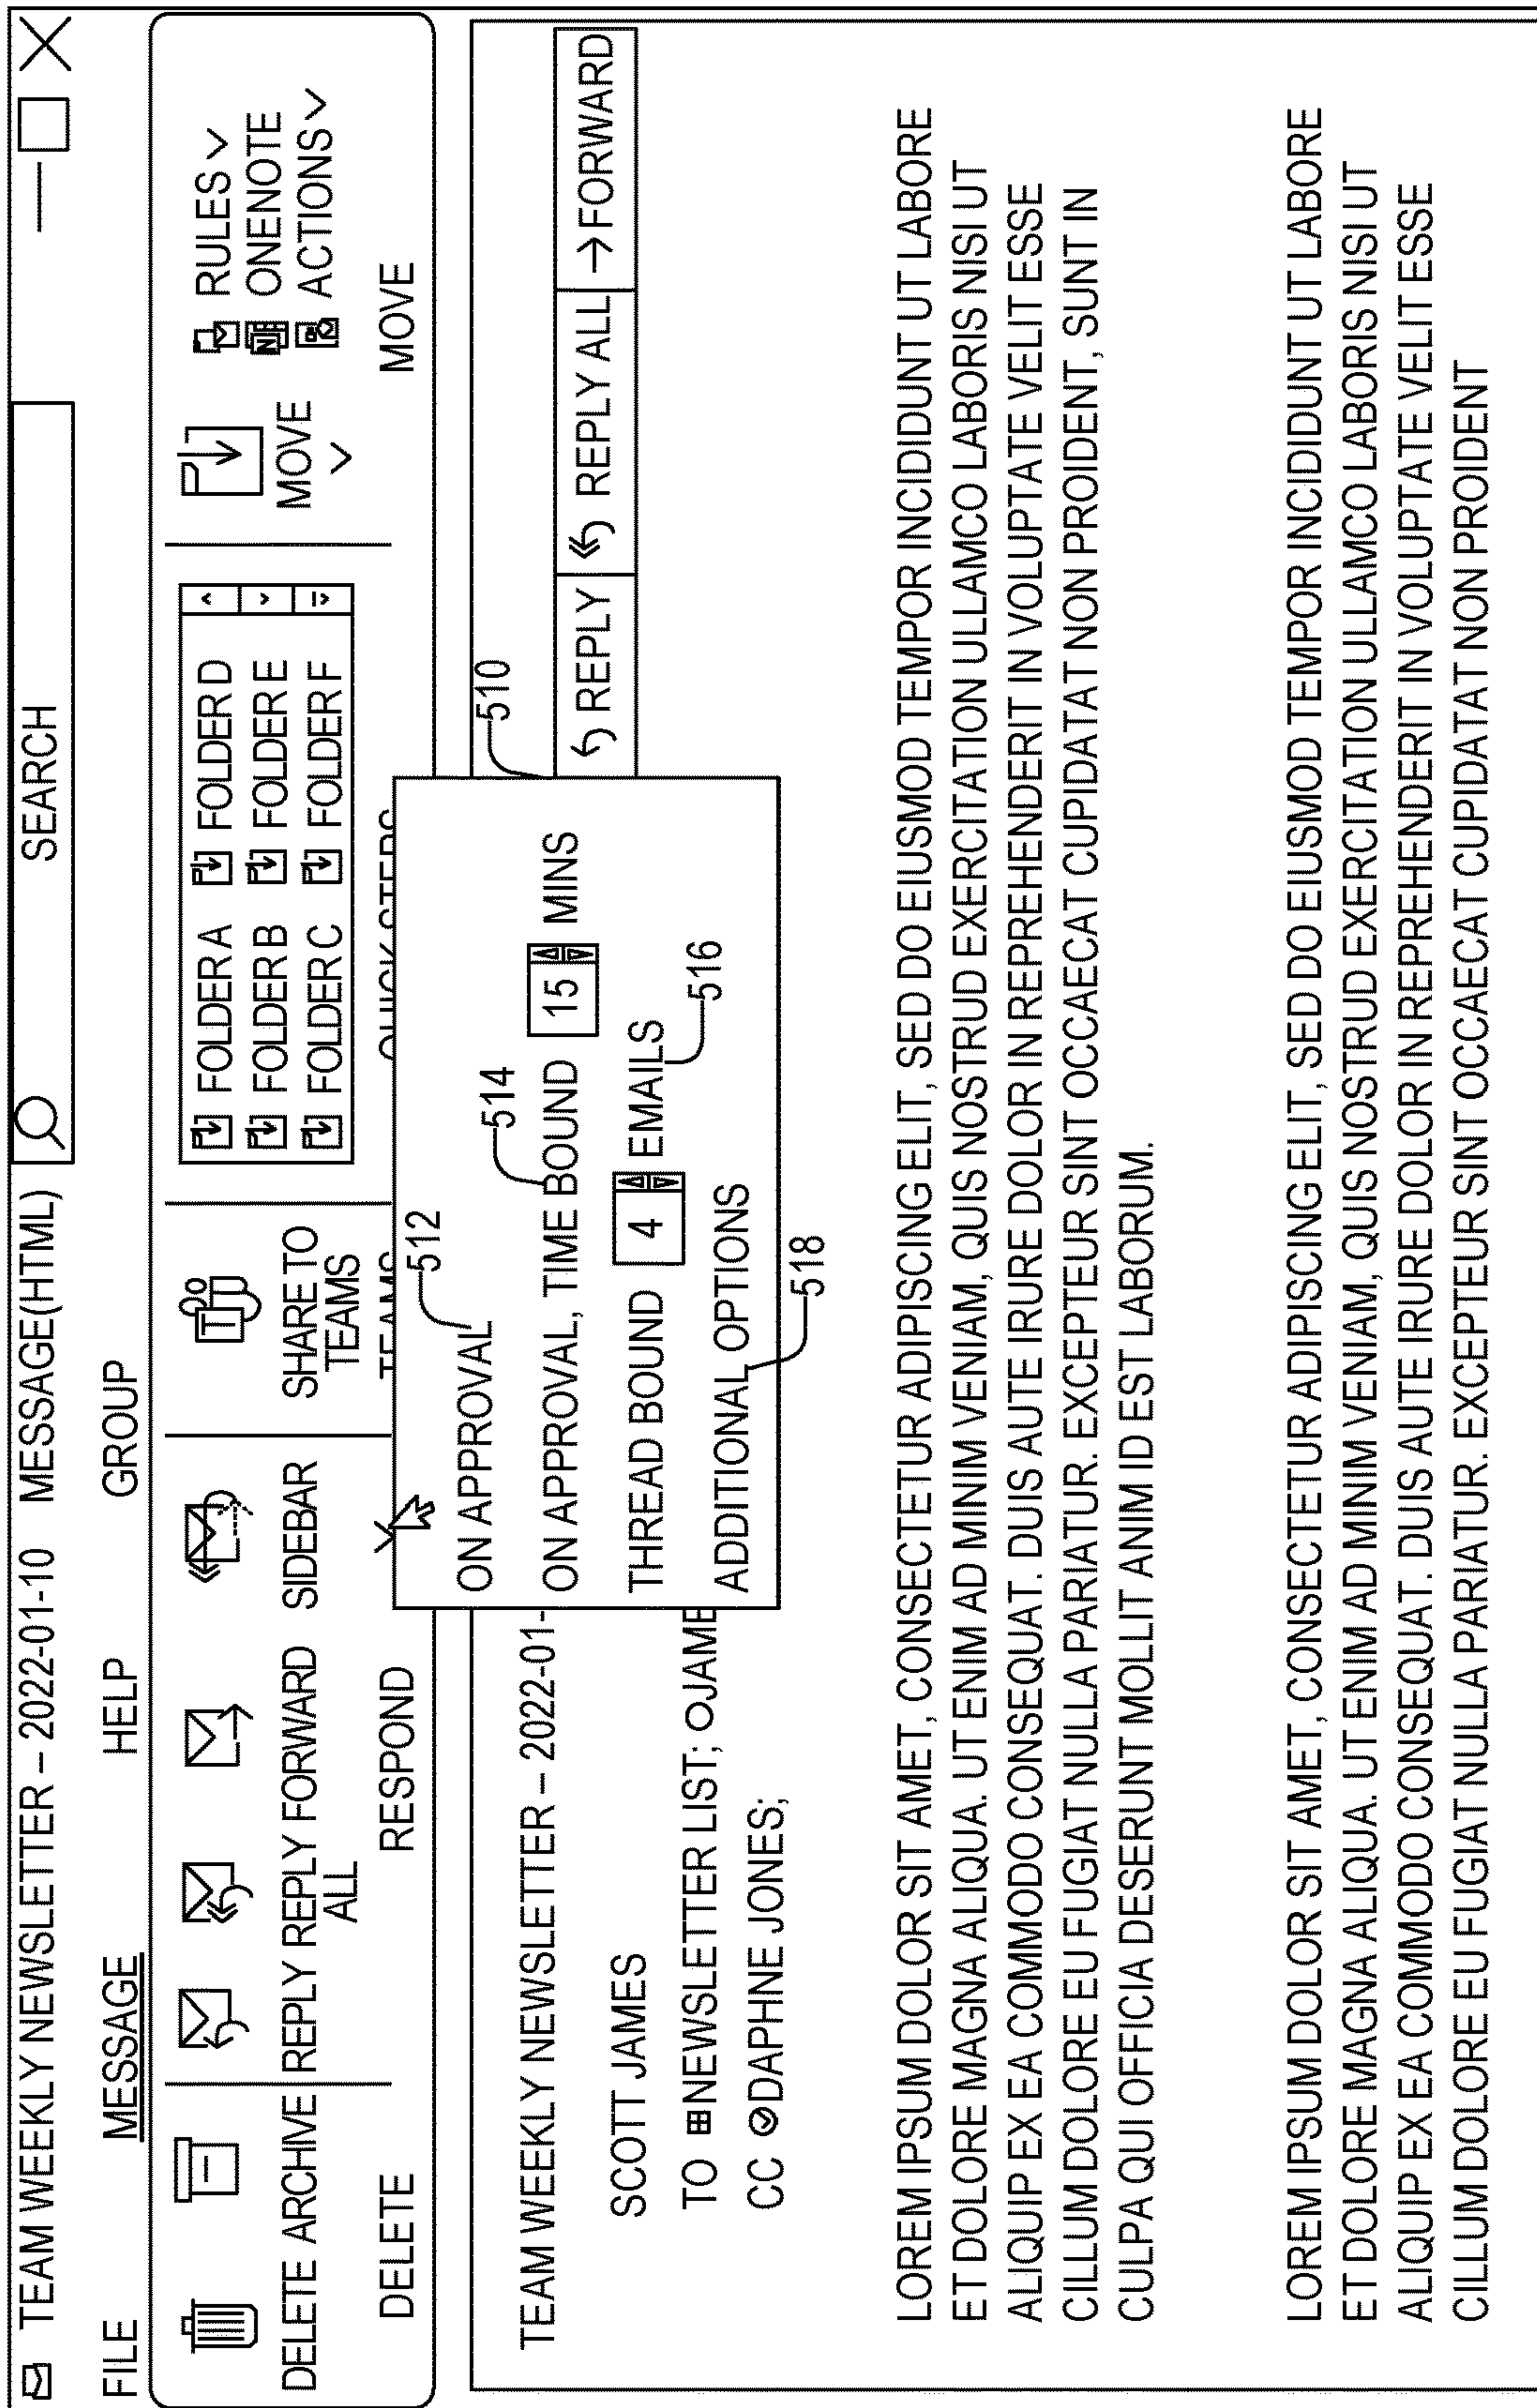 TEAM WEEKLY NEWSLETTER – 2022-01-10 MESSAGE(HTML)
SEARCH
FILE MESSAGE HELP GROUP
DELETE ARCHIVE
DELETE
REPLY REPLY ALL FORWARD SIDEBAR
RESPOND
SHARE TO TEAMS
TEAMS
FOLDER A FOLDER D
FOLDER B FOLDER E
FOLDER C FOLDER F
QUICK STEPS
MOVE
RULES
ONENOTE
ACTIONS
MOVE
510
ON APPROVAL 512
ON APPROVAL, TIME BOUND 15 MINS 514
THREAD BOUND 4 EMAILS 516
ADDITIONAL OPTIONS 518
TEAM WEEKLY NEWSLETTER – 2022-01-
SCOTT JAMES
TO NEWSLETTER LIST; JAME
CC DAPHNE JONES;
REPLY REPLY ALL →FORWARD
LOREM IPSUM DOLOR SIT AMET, CONSECTETUR ADIPISCING ELIT, SED DO EIUSMOD TEMPOR INCIDIDUNT UT LABORE
ET DOLORE MAGNA ALIQUA. UT ENIM AD MINIM VENIAM, QUIS NOSTRUD EXERCITATION ULLAMCO LABORIS NISI UT
ALIQUIP EX EA COMMODO CONSEQUAT. DUIS AUTE IRURE DOLOR IN REPREHENDERIT IN VOLUPTATE VELIT ESSE
CILLUM DOLORE EU FUGIAT NULLA PARIATUR. EXCEPTEUR SINT OCCAECAT CUPIDATAT NON PROIDENT, SUNT IN
CULPA QUI OFFICIA DESERUNT MOLLIT ANIM ID EST LABORUM.
LOREM IPSUM DOLOR SIT AMET, CONSECTETUR ADIPISCING ELIT, SED DO EIUSMOD TEMPOR INCIDIDUNT UT LABORE
ET DOLORE MAGNA ALIQUA. UT ENIM AD MINIM VENIAM, QUIS NOSTRUD EXERCITATION ULLAMCO LABORIS NISI UT
ALIQUIP EX EA COMMODO CONSEQUAT. DUIS AUTE IRURE DOLOR IN REPREHENDERIT IN VOLUPTATE VELIT ESSE
CILLUM DOLORE EU FUGIAT NULLA PARIATUR. EXCEPTEUR SINT OCCAECAT CUPIDATAT NON PROIDENT